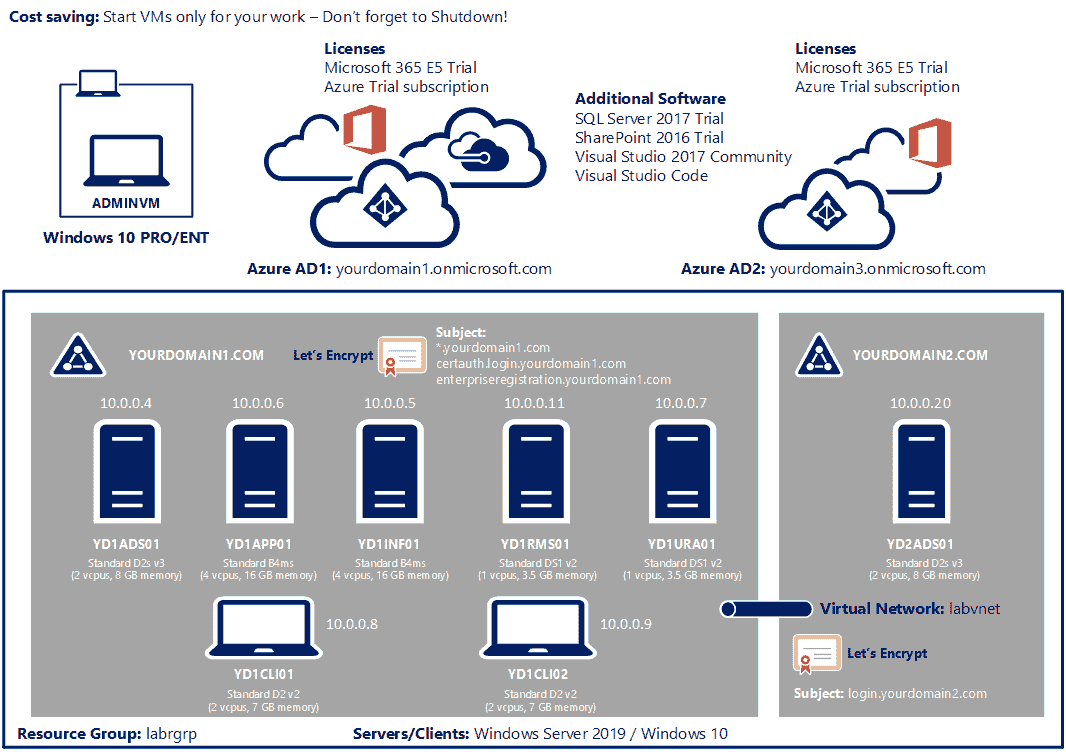 Cost saving: Start VMs only for your work – Don't forget to Shutdown!
Licenses
Microsoft 365 E5 Trial
Azure Trial subscription
Licenses
Microsoft 365 E5 Trial
Azure Trial subscription
Additional Software
SQL Server 2017 Trial
SharePoint 2016 Trial
Visual Studio 2017 Community
Visual Studio Code
ADMINVM
Windows 10 PRO/ENT
Azure AD1: yourdomain1.onmicrosoft.com
Azure AD2: yourdomain3.onmicrosoft.com
YOURDOMAIN1.COM
Let's Encrypt
Subject:
*.yourdomain1.com
certauth.login.yourdomain1.com
enterpriseregistration.yourdomain1.com
YOURDOMAIN2.COM
10.0.0.4
10.0.0.6
10.0.0.5
10.0.0.11
10.0.0.7
10.0.0.20
YD1ADS01
Standard D2s v3
(2 vcpus, 8 GB memory)
YD1APP01
Standard B4ms
(4 vcpus, 16 GB memory)
YD1INF01
Standard B4ms
(4 vcpus, 16 GB memory)
YD1RMS01
Standard DS1 v2
(1 vcpus, 3.5 GB memory)
YD1URA01
Standard DS1 v2
(1 vcpus, 3.5 GB memory)
YD2ADS01
Standard D2s v3
(2 vcpus, 8 GB memory)
10.0.0.8
YD1CLI01
Standard D2 v2
(2 vcpus, 7 GB memory)
10.0.0.9
YD1CLI02
Standard D2 v2
(2 vcpus, 7 GB memory)
Virtual Network: labvnet
Let's Encrypt
Subject: login.yourdomain2.com
Resource Group: labrgrp
Servers/Clients: Windows Server 2019 / Windows 10